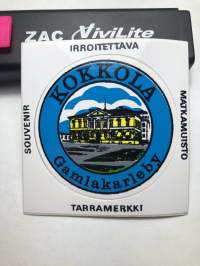 ZAC ViviLite
IRROITETTAVA
SOUVENIR
MATKAMUISTO
KOKKOLA
Gamlakarleby
TARRAMERKKI